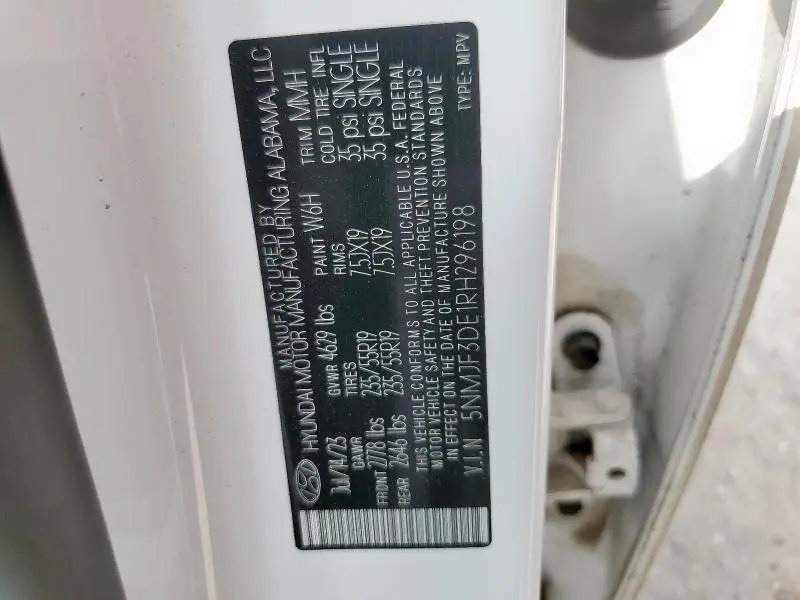 MANUFACTURED BY
HYUNDAI MOTOR MANUFACTURING ALABAMA, LLC
GVWR 4629 lbs PAINT W6H TRIM MMH
GAWR TIRES RIMS COLD TIRE INFL
FRONT 2778 lbs 235/55R19 7.5JX19 35 psi SINGLE
REAR 2646 lbs 235/55R19 7.5JX19 35 psi SINGLE
THIS VEHICLE CONFORMS TO ALL APPLICABLE U.S.A. FEDERAL
MOTOR VEHICLE SAFETY AND THEFT PREVENTION STANDARDS
IN EFFECT ON THE DATE OF MANUFACTURE SHOWN ABOVE
V.I.N 5NMJF3DE1RH296198 TYPE: MPV